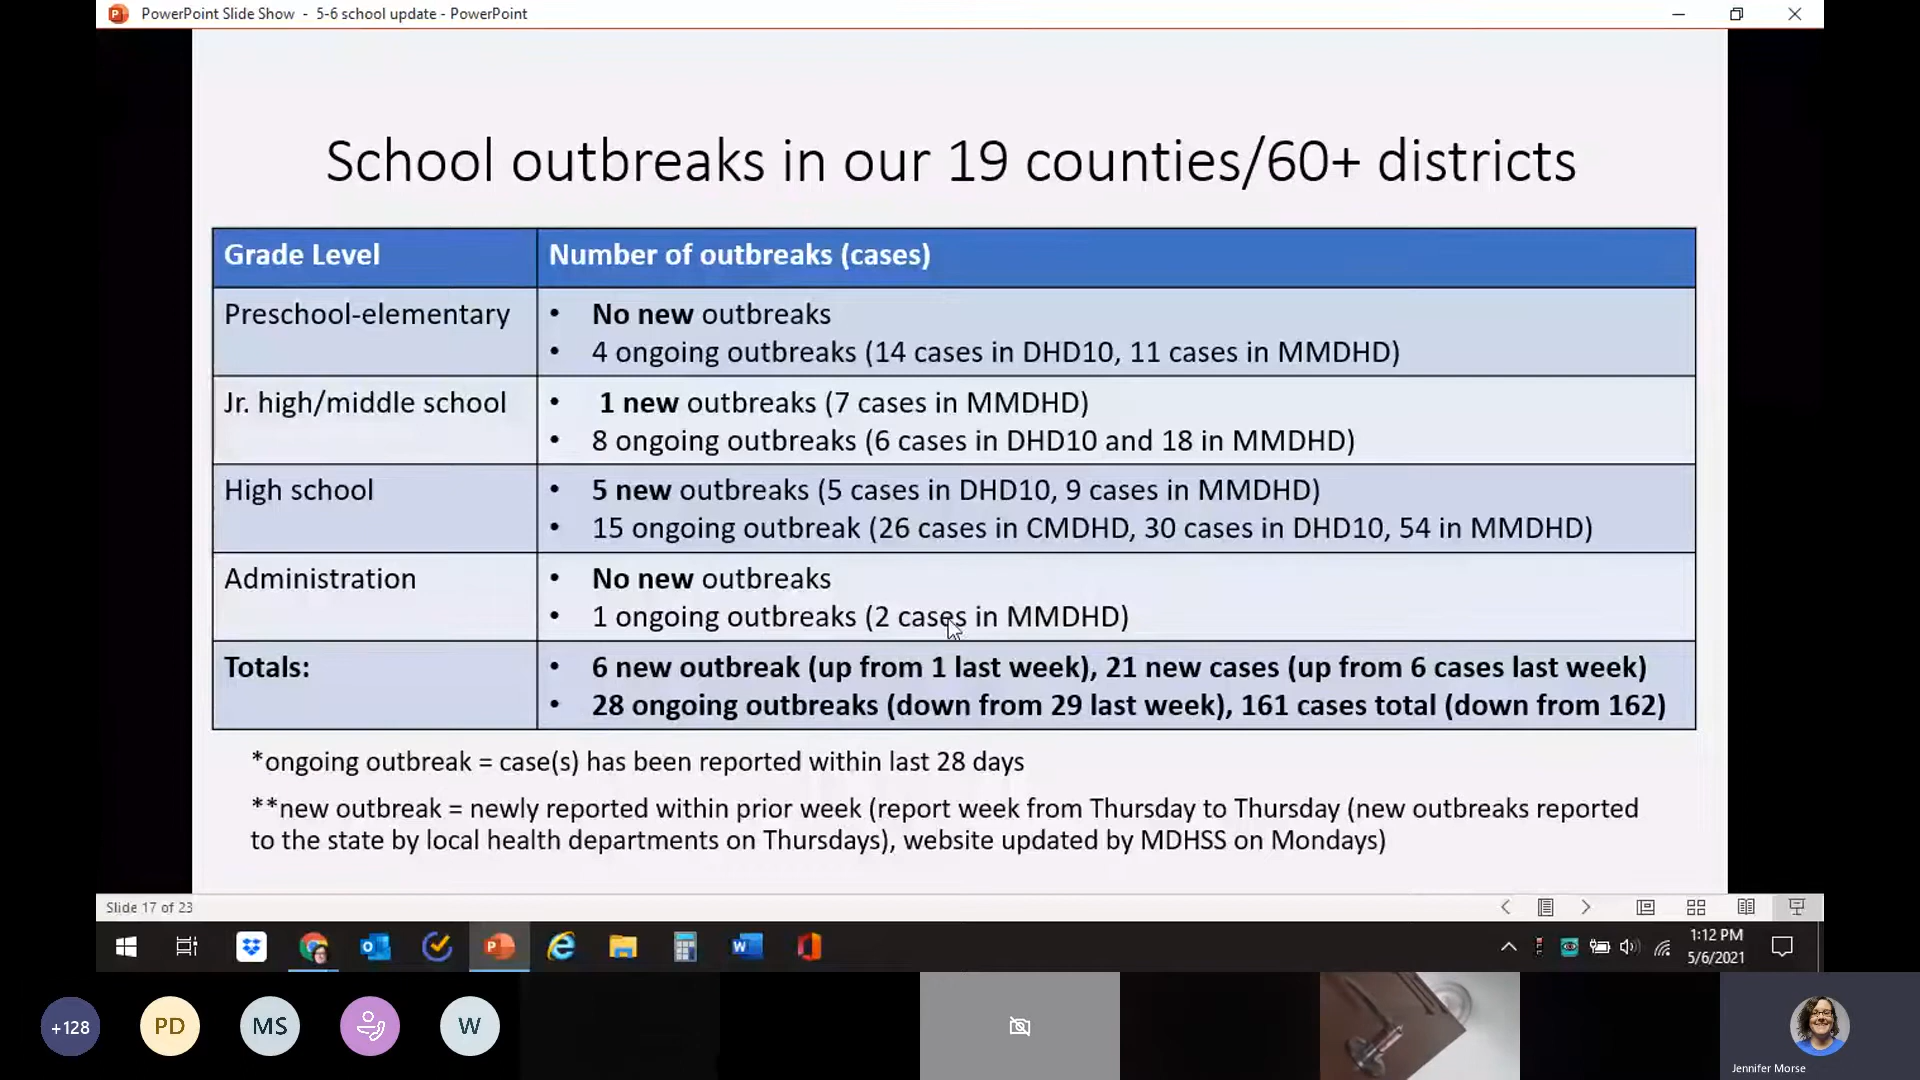 PowerPoint Slide Show - 5-6 school update - PowerPoint
School outbreaks in our 19 counties/60+ districts
Grade Level
Number of outbreaks (cases)
Preschool-elementary
• No new outbreaks
• 4 ongoing outbreaks (14 cases in DHD10, 11 cases in MMDHD)
Jr. high/middle school
• 1 new outbreaks (7 cases in MMDHD)
• 8 ongoing outbreaks (6 cases in DHD10 and 18 in MMDHD)
High school
• 5 new outbreaks (5 cases in DHD10, 9 cases in MMDHD)
• 15 ongoing outbreak (26 cases in CMDHD, 30 cases in DHD10, 54 in MMDHD)
Administration
• No new outbreaks
• 1 ongoing outbreaks (2 cases in MMDHD)
Totals:
• 6 new outbreak (up from 1 last week), 21 new cases (up from 6 cases last week)
• 28 ongoing outbreaks (down from 29 last week), 161 cases total (down from 162)
*ongoing outbreak = case(s) has been reported within last 28 days
**new outbreak = newly reported within prior week (report week from Thursday to Thursday (new outbreaks reported
to the state by local health departments on Thursdays), website updated by MDHSS on Mondays)
Slide 17 of 23
1:12 PM
5/6/2021
+128
PD
MS
W
Jennifer Morse